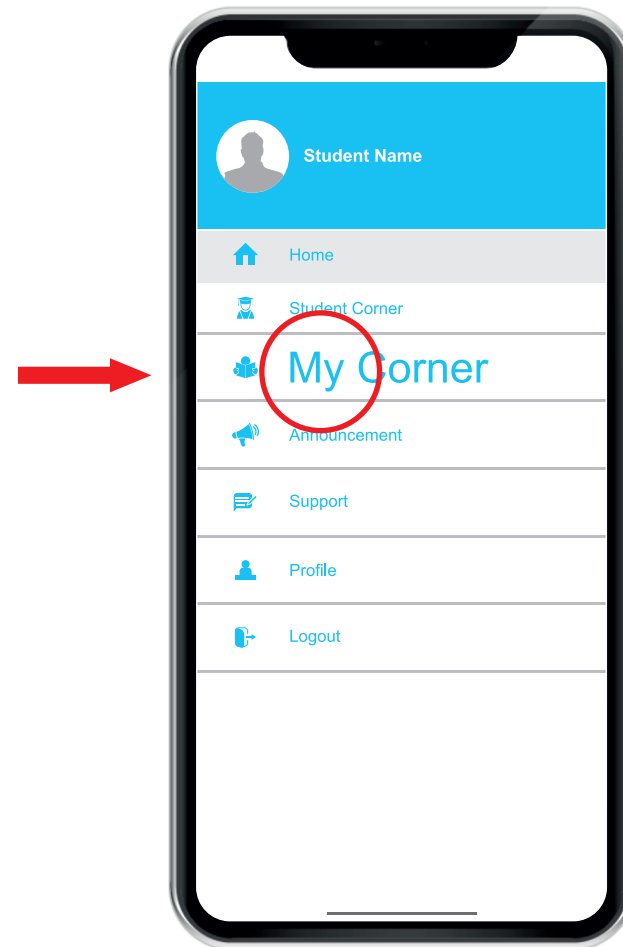 Student Name
Home
Student Corner
My Corner
Announcement
Support
Profile
Logout